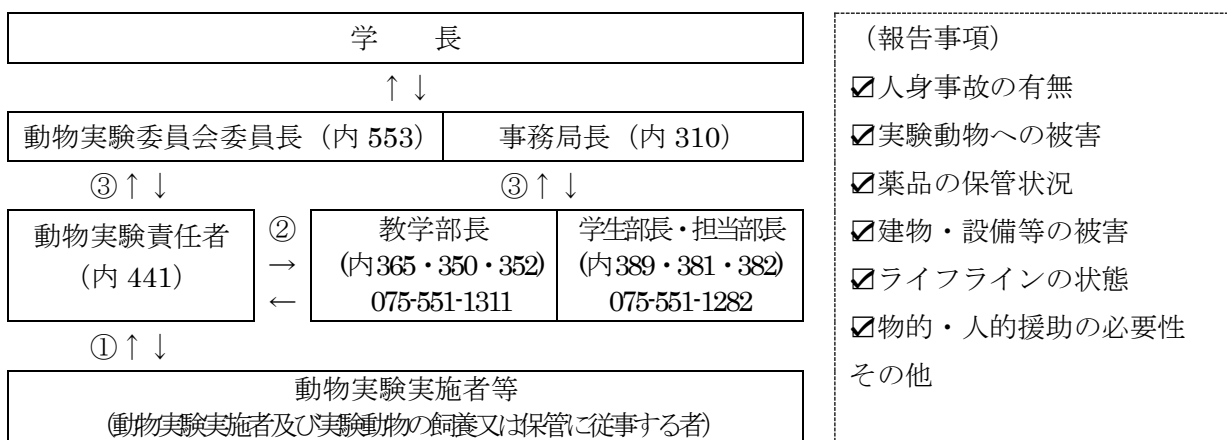 学　　長
↑ ↓
動物実験委員会委員長（内 553）　事務局長（内 310）
③↑ ↓　③↑ ↓
動物実験責任者
（内 441）
②
→
←
教学部長
(内365・350・352)
075-551-1311
学生部長・担当部長
(内389・381・382)
075-551-1282
①↑ ↓
動物実験実施者等
(動物実験実施者及び実験動物の飼養又は保管に従事する者)
（報告事項）
☑人身事故の有無
☑実験動物への被害
☑薬品の保管状況
☑建物・設備等の被害
☑ライフラインの状態
☑物的・人的援助の必要性
その他